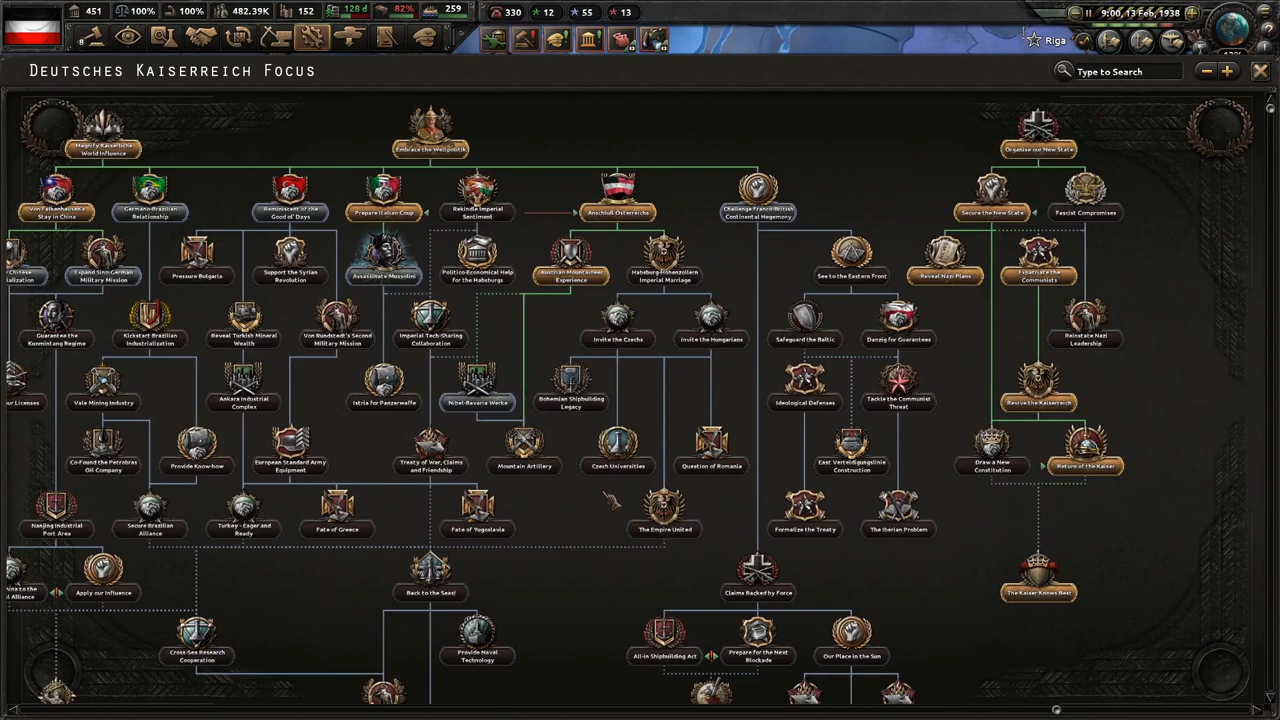 451 100% 100% 482.39K 152 128 d 82% 259 330 12 55 13 9:00, 13 Feb, 1938
8 Riga
Deutsches Kaiserreich Focus
Type to Search
Magnify Kaiserliche
World Influence
Embrace the Weltpolitik
Organise our New State
Von Falkenhausen's
Stay in China
Germano-Brazilian
Relationship
Reminiscent of the
Good ol' Days
Prepare Italian Coup
Rekindle Imperial
Sentiment
Anschluß Österreichs
Challenge Franco-British
Continental Hegemony
Secure the New State
Fascist Compromises
Chinese
Expand Sino-German
Military Mission
Pressure Bulgaria
Support the Syrian
Revolution
Assassinate Mussolini
Politico-Economical Help
for the Habsburgs
Austrian Mountaineer
Experience
Habsburg-Hohenzollern
Imperial Marriage
See to the Eastern Front
Reveal Nazi Plans
Expatriate the
Communists
Guarantee the
Kuomintang Regime
Kickstart Brazilian
Industrialization
Reveal Turkish Mineral
Wealth
Von Rundstedt's Second
Military Mission
Imperial Tech-Sharing
Collaboration
Invite the Czechs
Invite the Hungarians
Safeguard the Baltic
Danzig for Guarantees
Reinstate Nazi
Leadership
ur Licenses
Vale Mining Industry
Ankara Industrial
Complex
Istria for Panzerwaffe
Nibel-Bavaria Werke
Bohemian Shipbuilding
Legacy
Ideological Defenses
Tackle the Communist
Threat
Revive the Kaiserreich
Co-Found the Petrobras
Oil Company
Provide Know-how
European Standard Army
Equipment
Treaty of War, Claims
and Friendship
Mountain Artillery
Czech Universities
Question of Romania
East Verteidigungslinie
Construction
Draw a New
Constitution
Return of the Kaiser
Nanjing Industrial
Port Area
Secure Brazilian
Alliance
Turkey - Eager and
Ready
Fate of Greece
Fate of Yugoslavia
The Empire United
Formalize the Treaty
The Iberian Problem
ina to the
l Alliance
Apply our Influence
Back to the Seas!
Claims Backed by Force
The Kaiser Knows Best
Cross-Sea Research
Cooperation
Provide Naval
Technology
All-in Shipbuilding Act
Prepare for the Next
Blockade
Our Place in the Sun